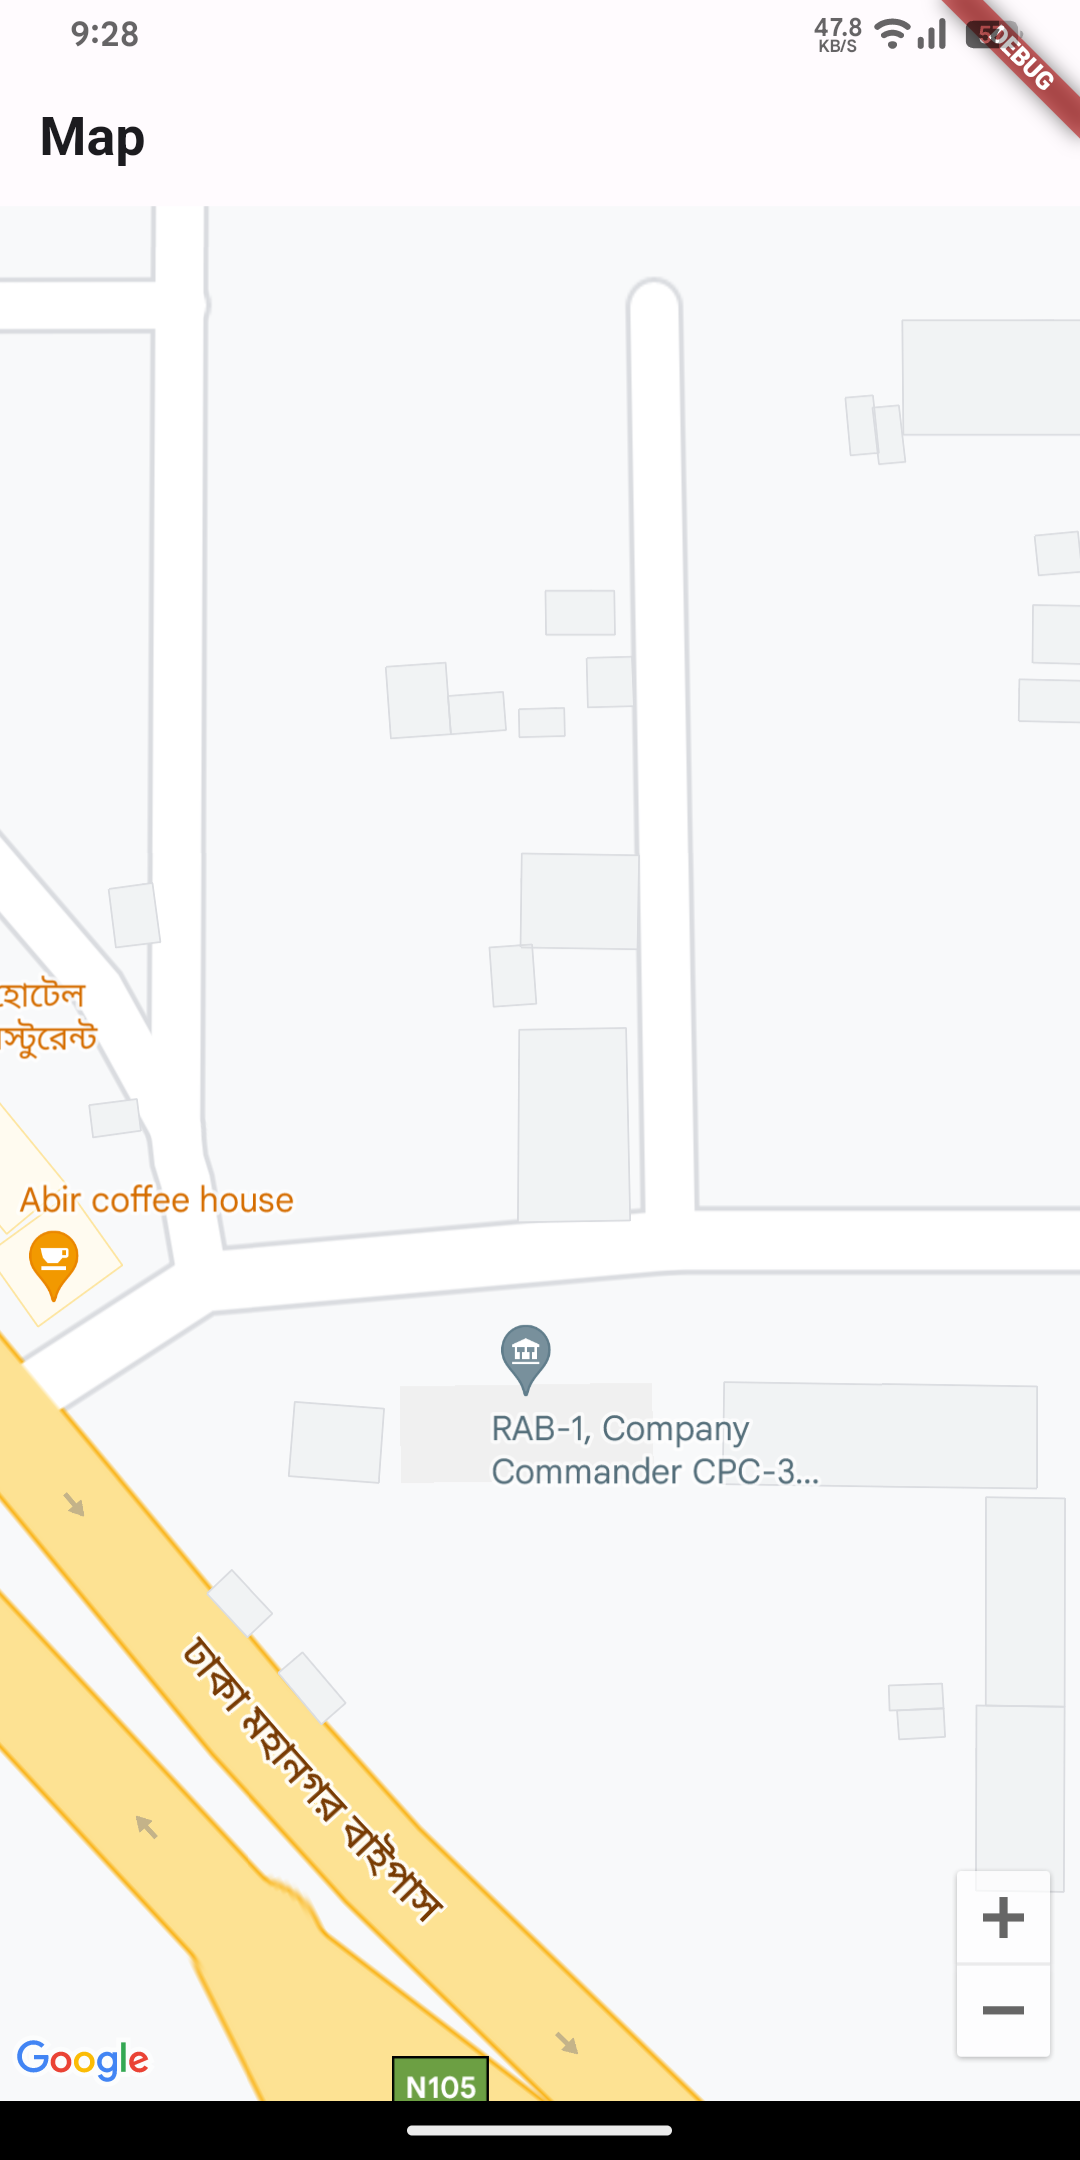 9:28
47.8
KB/S
DEBUG
Map
হোটেল
Abir coffee house
RAB-1, Company
Commander CPC-3...
ঢাকা মহানগর বাইপাস
Google
N105